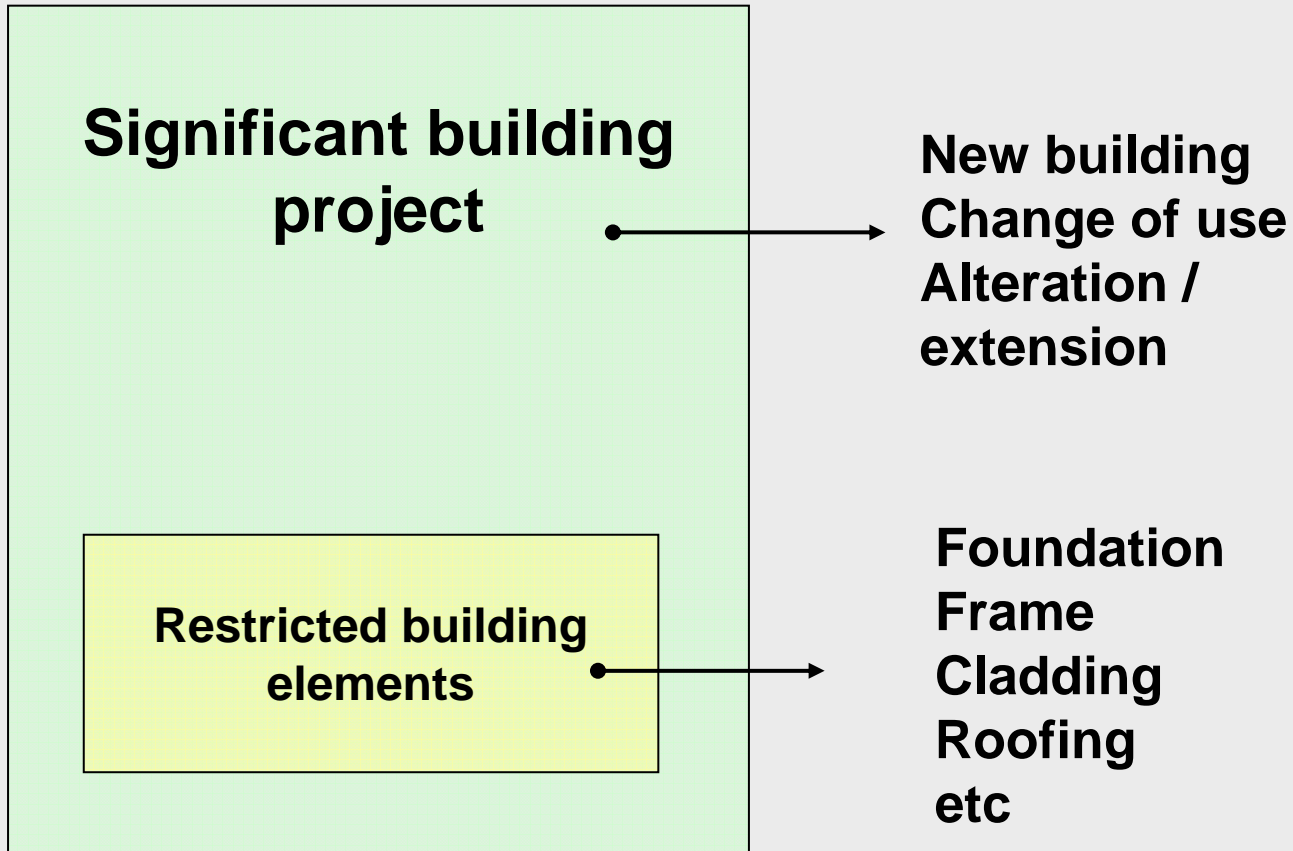 Significant building
project
New building
Change of use
Alteration /
extension
Restricted building
elements
Foundation
Frame
Cladding
Roofing
etc